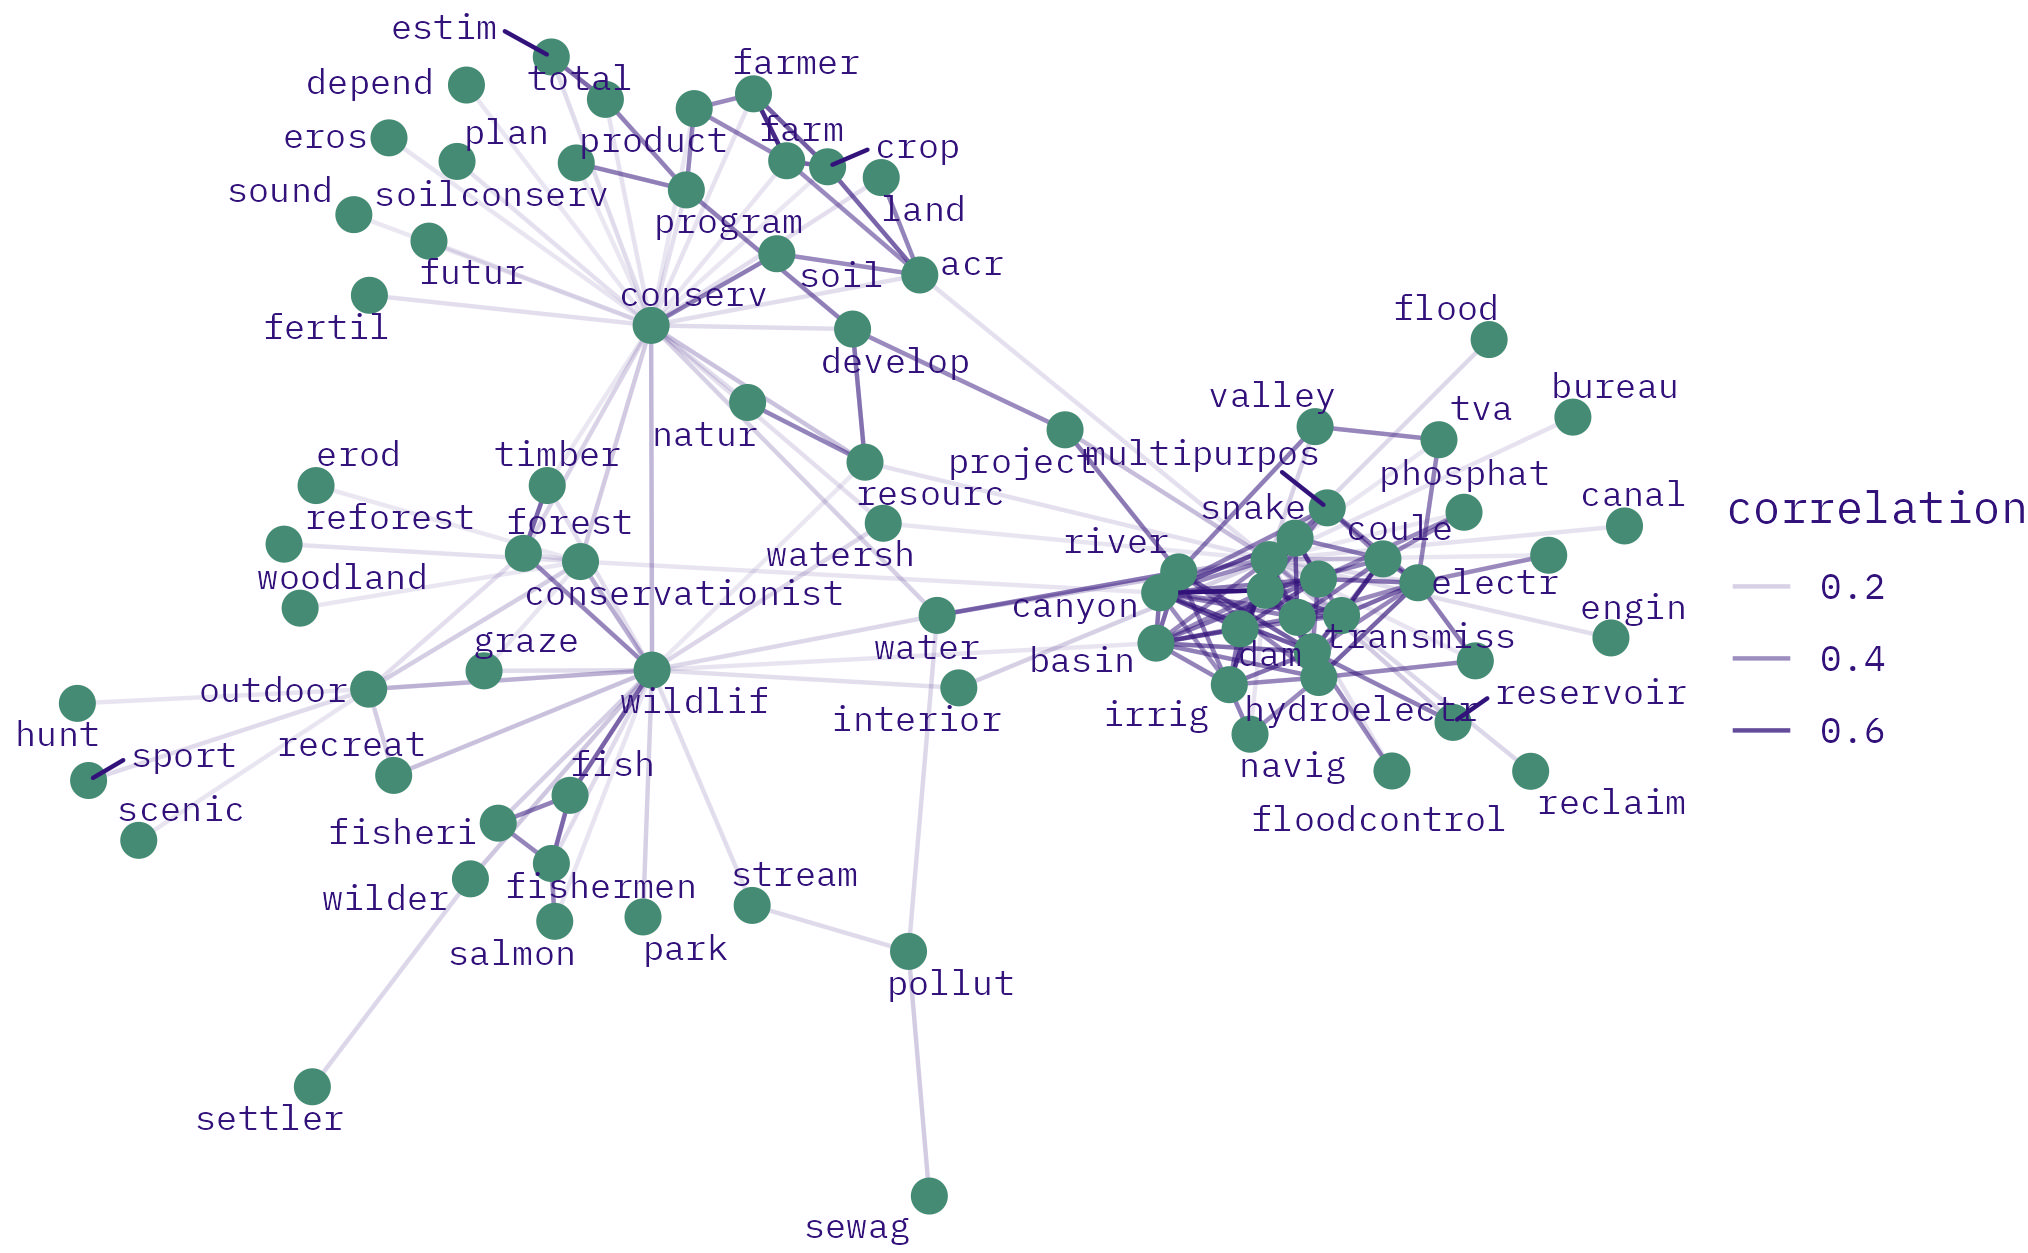 estim
farmer
total
depend
farm
plan
eros
product
crop
sound
soilconserv
land
program
acr
futur
soil
conserv
flood
fertil
develop
bureau
valley
tva
natur
erod
timber
multipurpos
project
phosphat
resourc
canal
snake
correlation
reforest
forest
coule
river
watersh
woodland
electr
0.2
conservationist
canyon
engin
graze
transmiss
water
dam
basin
0.4
outdoor
reservoir
wildlif
hydroelectr
irrig
interior
hunt
recreat
0.6
sport
fish
navig
scenic
reclaim
floodcontrol
fisheri
stream
fishermen
wilder
park
salmon
pollut
settler
sewag